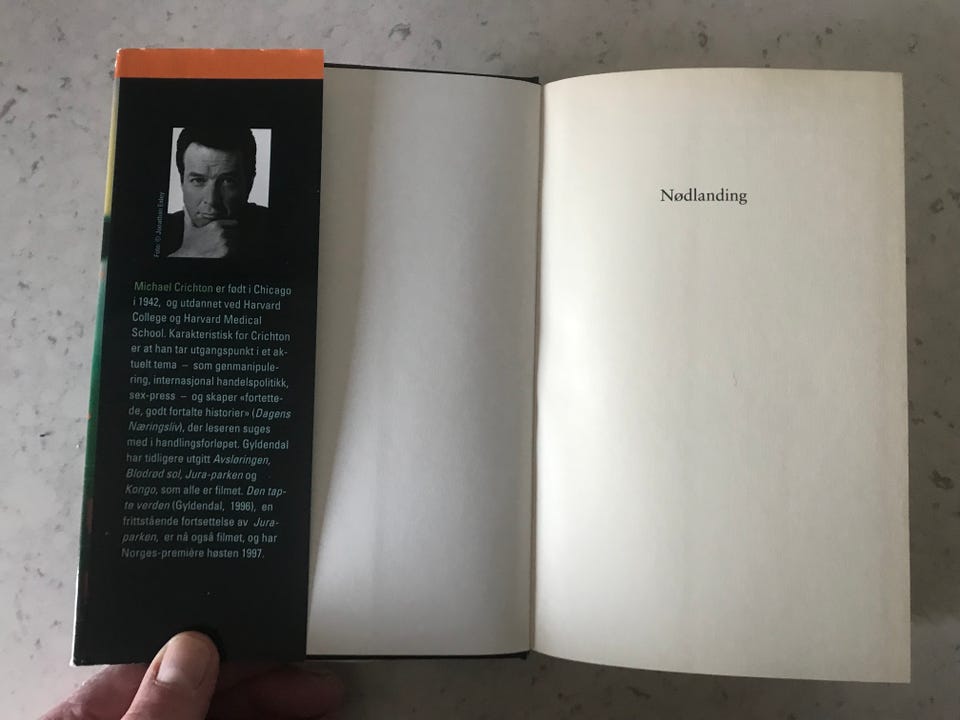 Foto: © Jonathan Exley
Michael Crichton er født i Chicago
i 1942, og utdannet ved Harvard
College og Harvard Medical
School. Karakteristisk for Crichton
er at han tar utgangspunkt i et ak-
tuelt tema – som genmanipule-
ring, internasjonal handelspolitikk,
sex-press – og skaper «fortette-
de, godt fortalte historier» (Dagens
Næringsliv), der leseren suges
med i handlingsforløpet. Gyldendal
har tidligere utgitt Avsløringen,
Blodrød sol, Jura-parken og
Kongo, som alle er filmet. Den tap-
te verden (Gyldendal, 1996), en
frittstående fortsettelse av Jura-
parken, er nå også filmet, og har
Norges-première høsten 1997.
Nødlanding